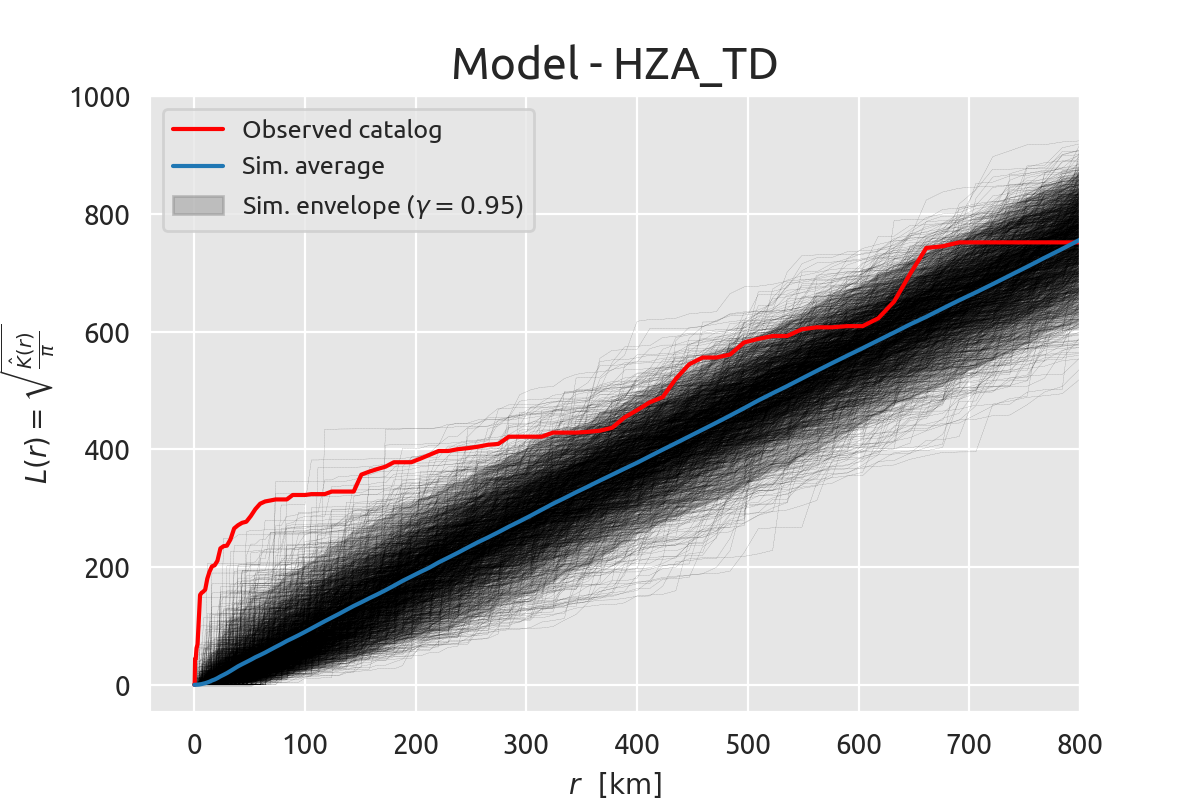 Model - HZA_TD
1000
800
600
400
200
0
Observed catalog
Sim. average
Sim. envelope (γ = 0.95)
L(r) = √(K̂(r)/π)
0 100 200 300 400 500 600 700 800
r [km]